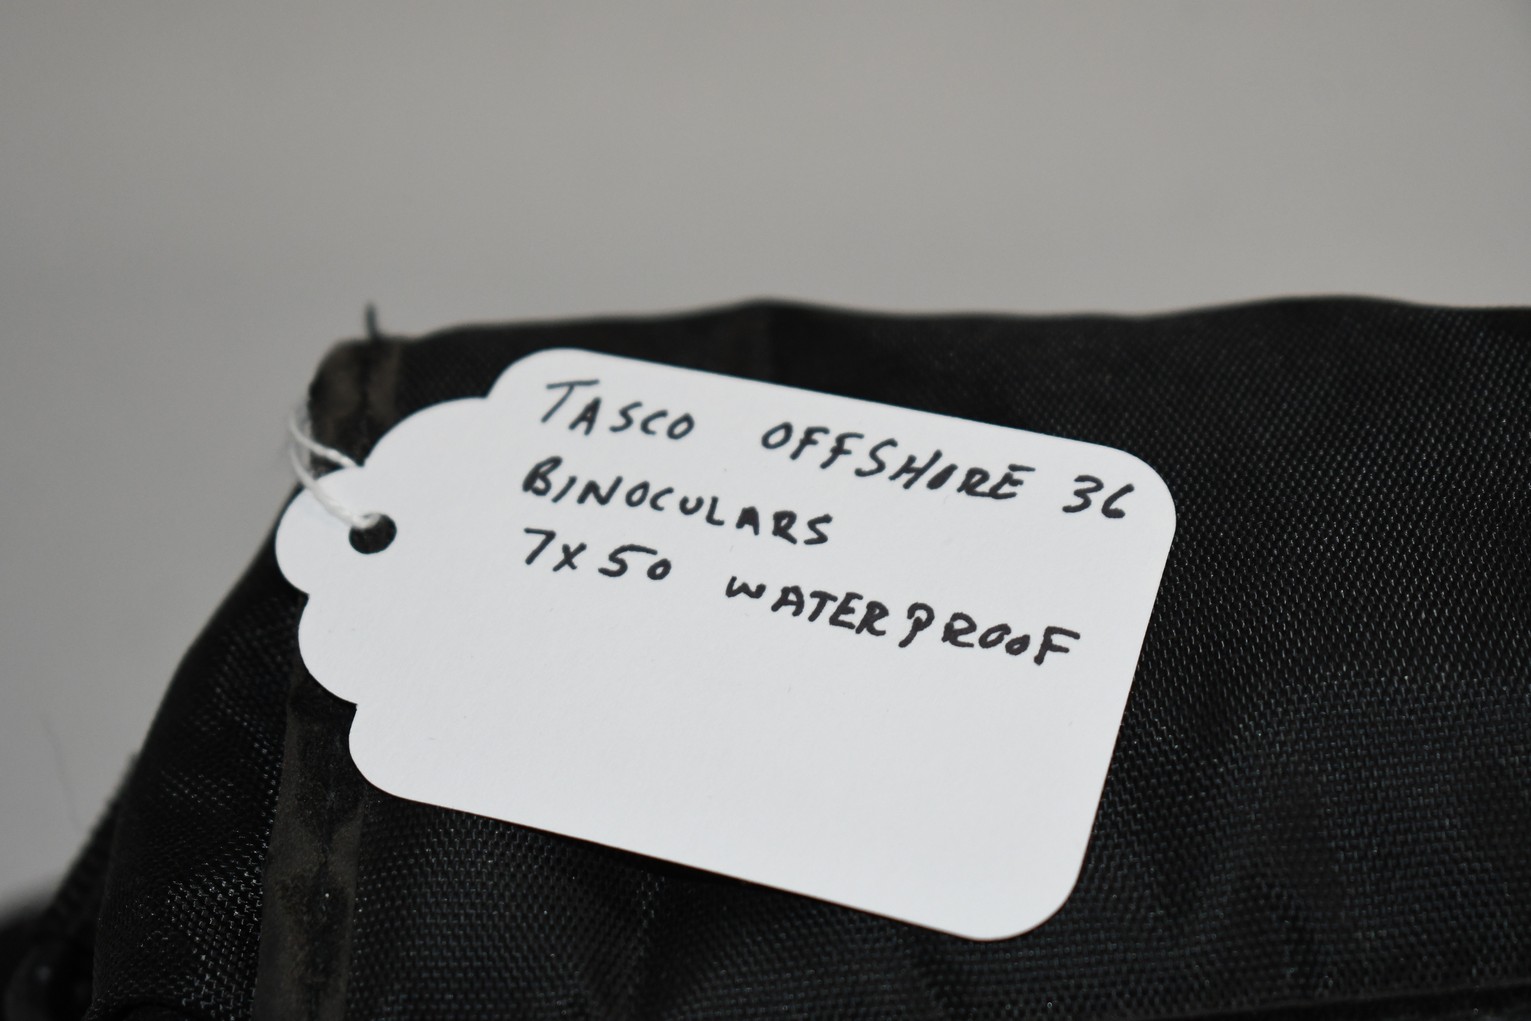 TASCO OFFSHORE 36
BINOCULARS
7X50 WATERPROOF